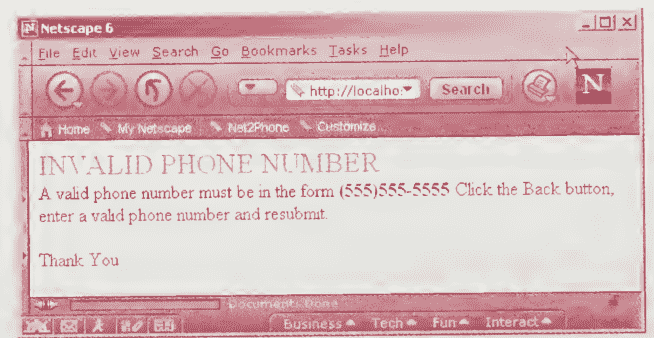 Netscape 6
File Edit View Search Go Bookmarks Tasks Help
http://localho: Search N
Home My Netscape Net2Phone Customize...
INVALID PHONE NUMBER
A valid phone number must be in the form (555)555-5555 Click the Back button,
enter a valid phone number and resubmit.
Thank You
Document: Done
Business Tech Fun Interact